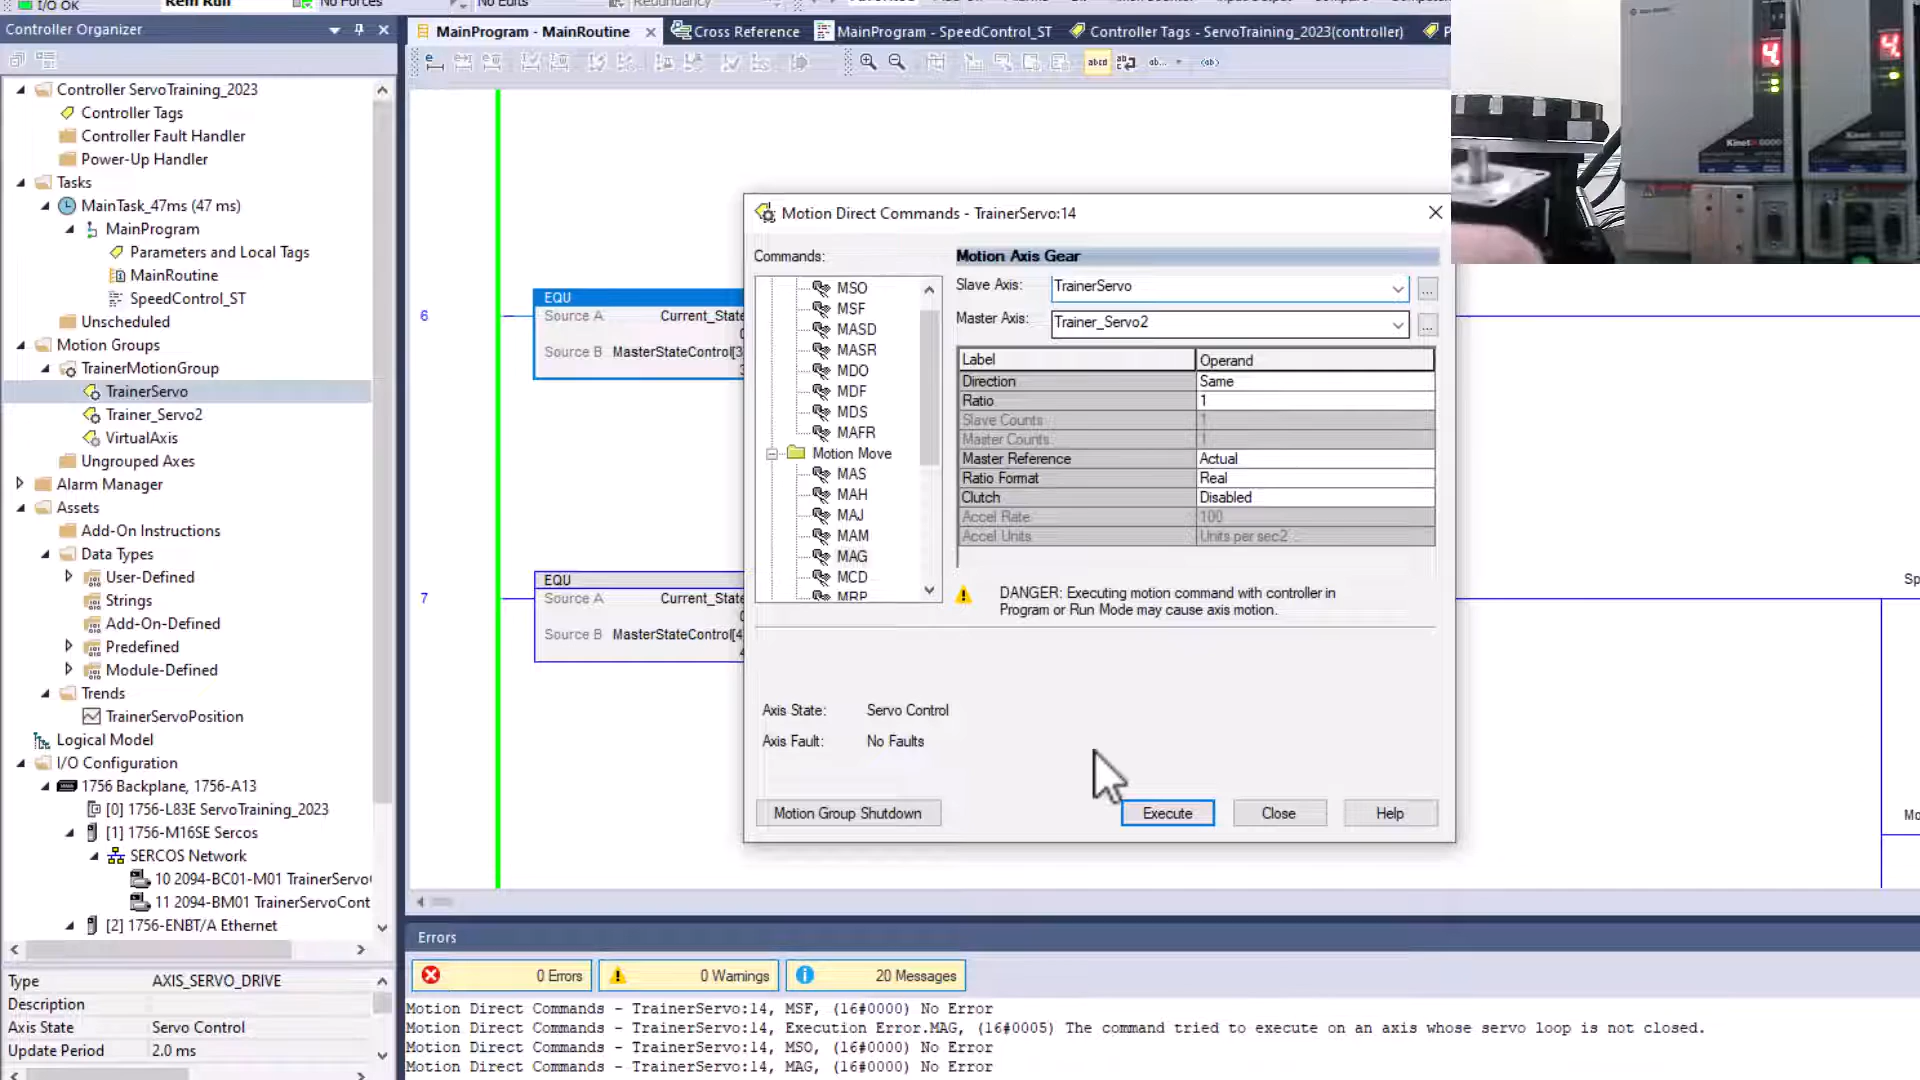 I/O OK
Rem Run
No Forces
No Edits
Redundancy
Controller Organizer
MainProgram - MainRoutine
Cross Reference
MainProgram - SpeedControl_ST
Controller Tags - ServoTraining_2023(controller)
Controller ServoTraining_2023
Controller Tags
Controller Fault Handler
Power-Up Handler
Tasks
MainTask_47ms (47 ms)
MainProgram
Parameters and Local Tags
MainRoutine
SpeedControl_ST
Unscheduled
Motion Groups
TrainerMotionGroup
TrainerServo
Trainer_Servo2
VirtualAxis
Ungrouped Axes
Alarm Manager
Assets
Add-On Instructions
Data Types
User-Defined
Strings
Add-On-Defined
Predefined
Module-Defined
Trends
TrainerServoPosition
Logical Model
I/O Configuration
1756 Backplane, 1756-A13
[0] 1756-L83E ServoTraining_2023
[1] 1756-M16SE Sercos
SERCOS Network
10 2094-BC01-M01 TrainerServo
11 2094-BM01 TrainerServoCont
[2] 1756-ENBT/A Ethernet
Type AXIS_SERVO_DRIVE
Description
Axis State Servo Control
Update Period 2.0 ms
6
EQU
Source A Current_State
Source B MasterStateControl[3
7
EQU
Source A Current_State
Source B MasterStateControl[4
Sp
Mo
Motion Direct Commands - TrainerServo:14
Commands:
MSO
MSF
MASD
MASR
MDO
MDF
MDS
MAFR
Motion Move
MAS
MAH
MAJ
MAM
MAG
MCD
MRP
Motion Axis Gear
Slave Axis: TrainerServo
Master Axis: Trainer_Servo2
Label Operand
Direction Same
Ratio 1
Slave Counts 1
Master Counts 1
Master Reference Actual
Ratio Format Real
Clutch Disabled
Accel Rate 100
Accel Units Units per sec2
DANGER: Executing motion command with controller in
Program or Run Mode may cause axis motion.
Axis State: Servo Control
Axis Fault: No Faults
Motion Group Shutdown
Execute
Close
Help
4
4
Errors
0 Errors
0 Warnings
20 Messages
Motion Direct Commands - TrainerServo:14, MSF, (16#0000) No Error
Motion Direct Commands - TrainerServo:14, Execution Error.MAG, (16#0005) The command tried to execute on an axis whose servo loop is not closed.
Motion Direct Commands - TrainerServo:14, MSO, (16#0000) No Error
Motion Direct Commands - TrainerServo:14, MAG, (16#0000) No Error